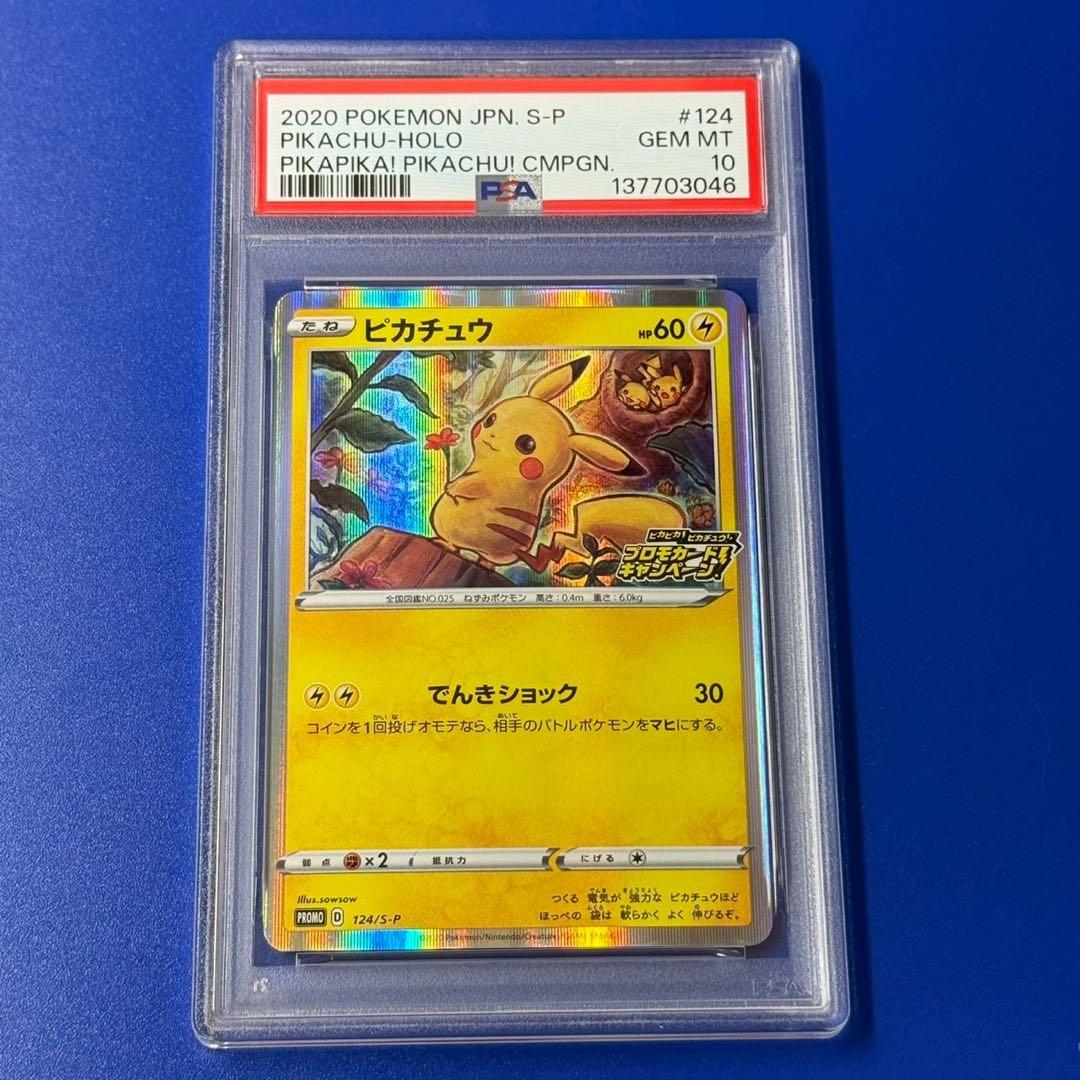 2020 POKEMON JPN. S-P #124
PIKACHU-HOLO GEM MT
PIKAPIKA! PIKACHU! CMPGN. 10
PSA 137703046
たね ピカチュウ HP60
ピカピカ! ピカチュウ!
プロモカード
キャンペーン!
全国図鑑NO.025 ねずみポケモン 高さ:0.4m 重さ:6.0kg
でんきショック 30
コインを1回投げオモテなら、相手のバトルポケモンをマヒにする。
弱点 ×2 抵抗力 にげる
illus.sowsow
つくる 電気が 強力な ピカチュウほど
ほっぺの 袋は 軟らかく よく 伸びるぞ。
PROMO D 124/S-P
Pokémon/Nintendo/Creatures/GAME FREAK
PSA